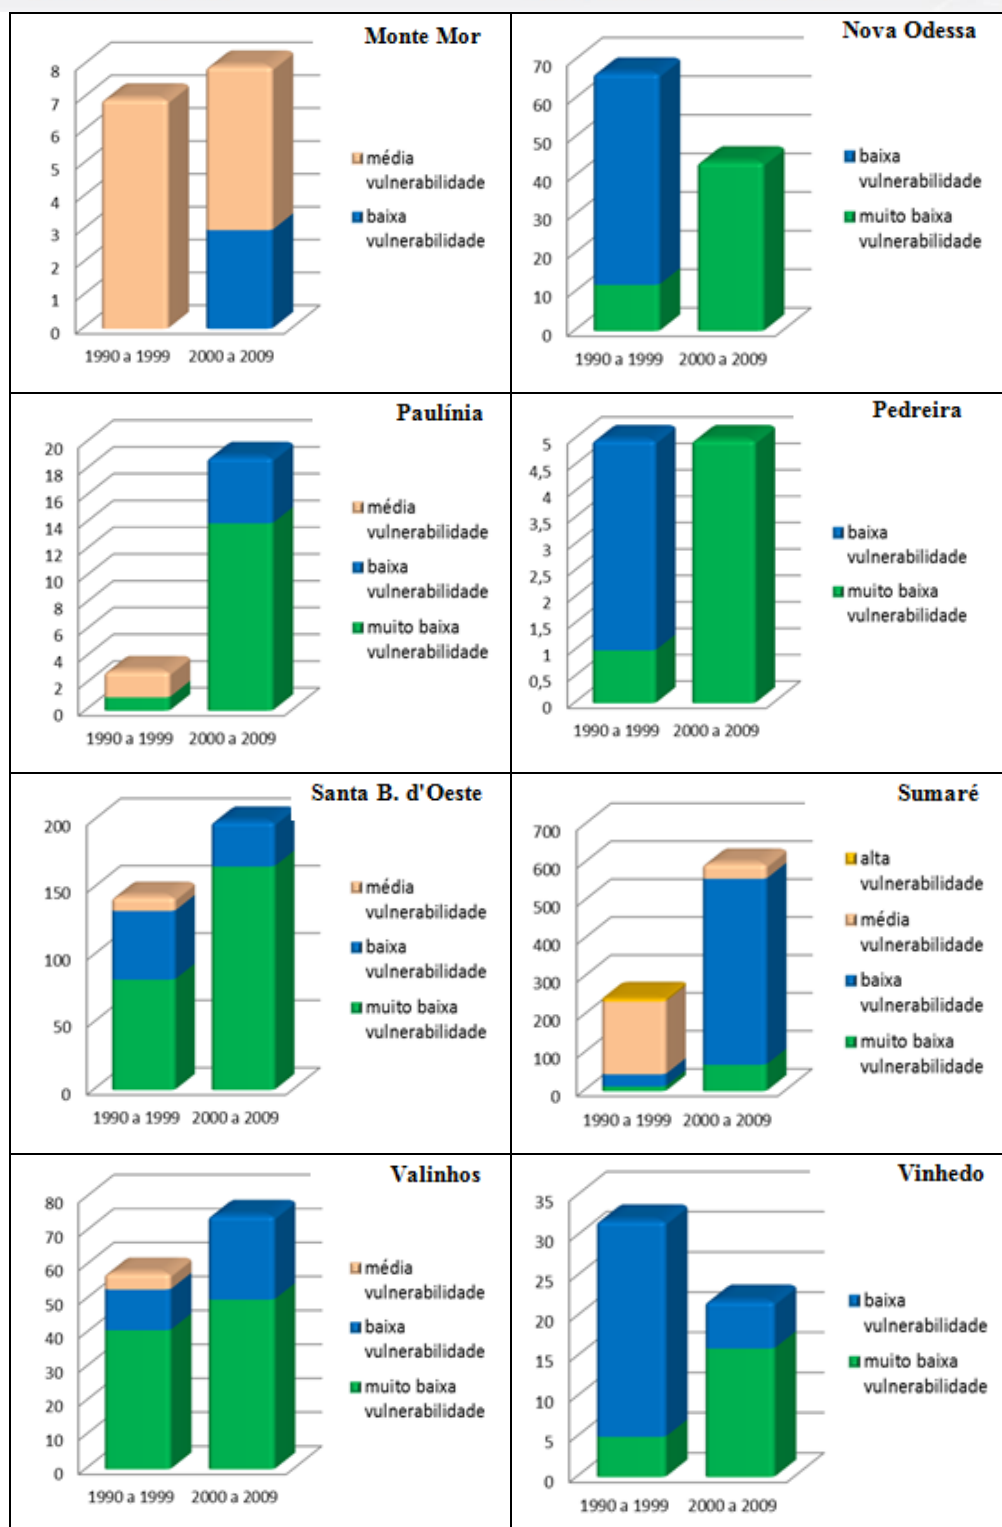 Monte Mor
8
7
6
5
4
3
2
1
0
1990 a 1999 2000 a 2009
média
vulnerabilidade
baixa
vulnerabilidade
Nova Odessa
70
60
50
40
30
20
10
0
1990 a 1999 2000 a 2009
baixa
vulnerabilidade
muito baixa
vulnerabilidade
Paulínia
20
18
16
14
12
10
8
6
4
2
0
1990 a 1999 2000 a 2009
média
vulnerabilidade
baixa
vulnerabilidade
muito baixa
vulnerabilidade
Pedreira
5
4,5
4
3,5
3
2,5
2
1,5
1
0,5
0
1990 a 1999 2000 a 2009
baixa
vulnerabilidade
muito baixa
vulnerabilidade
Santa B. d'Oeste
200
150
100
50
0
1990 a 1999 2000 a 2009
média
vulnerabilidade
baixa
vulnerabilidade
muito baixa
vulnerabilidade
Sumaré
700
600
500
400
300
200
100
0
1990 a 1999 2000 a 2009
alta
vulnerabilidade
média
vulnerabilidade
baixa
vulnerabilidade
muito baixa
vulnerabilidade
Valinhos
80
70
60
50
40
30
20
10
0
1990 a 1999 2000 a 2009
média
vulnerabilidade
baixa
vulnerabilidade
muito baixa
vulnerabilidade
Vinhedo
35
30
25
20
15
10
5
0
1990 a 1999 2000 a 2009
baixa
vulnerabilidade
muito baixa
vulnerabilidade